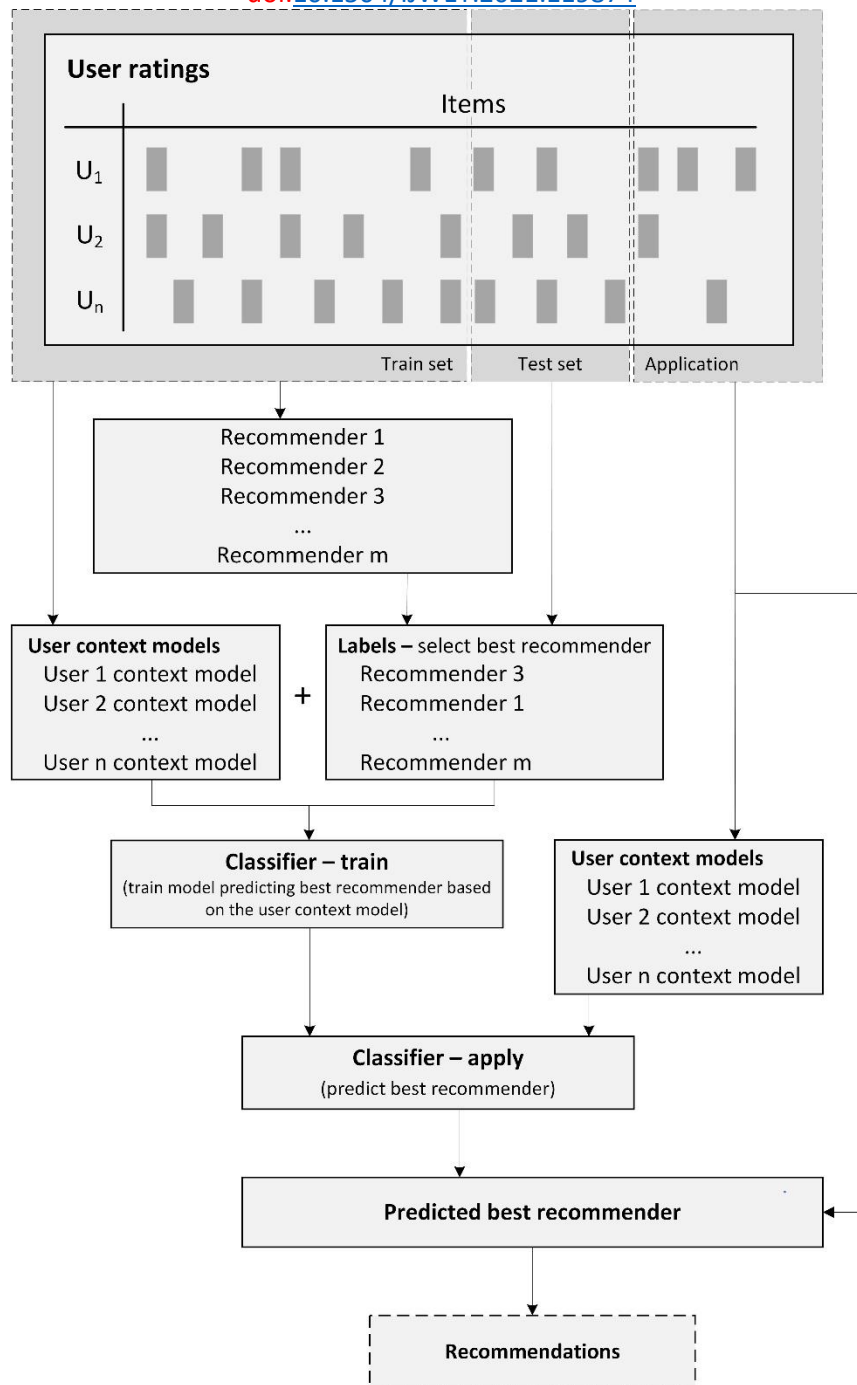 User ratings
Items
U1
U2
Un
Train set
Test set
Application
Recommender 1
Recommender 2
Recommender 3
...
Recommender m
User context models
User 1 context model
User 2 context model
...
User n context model
+
Labels – select best recommender
Recommender 3
Recommender 1
...
Recommender m
Classifier – train
(train model predicting best recommender based
on the user context model)
User context models
User 1 context model
User 2 context model
...
User n context model
Classifier – apply
(predict best recommender)
Predicted best recommender
Recommendations